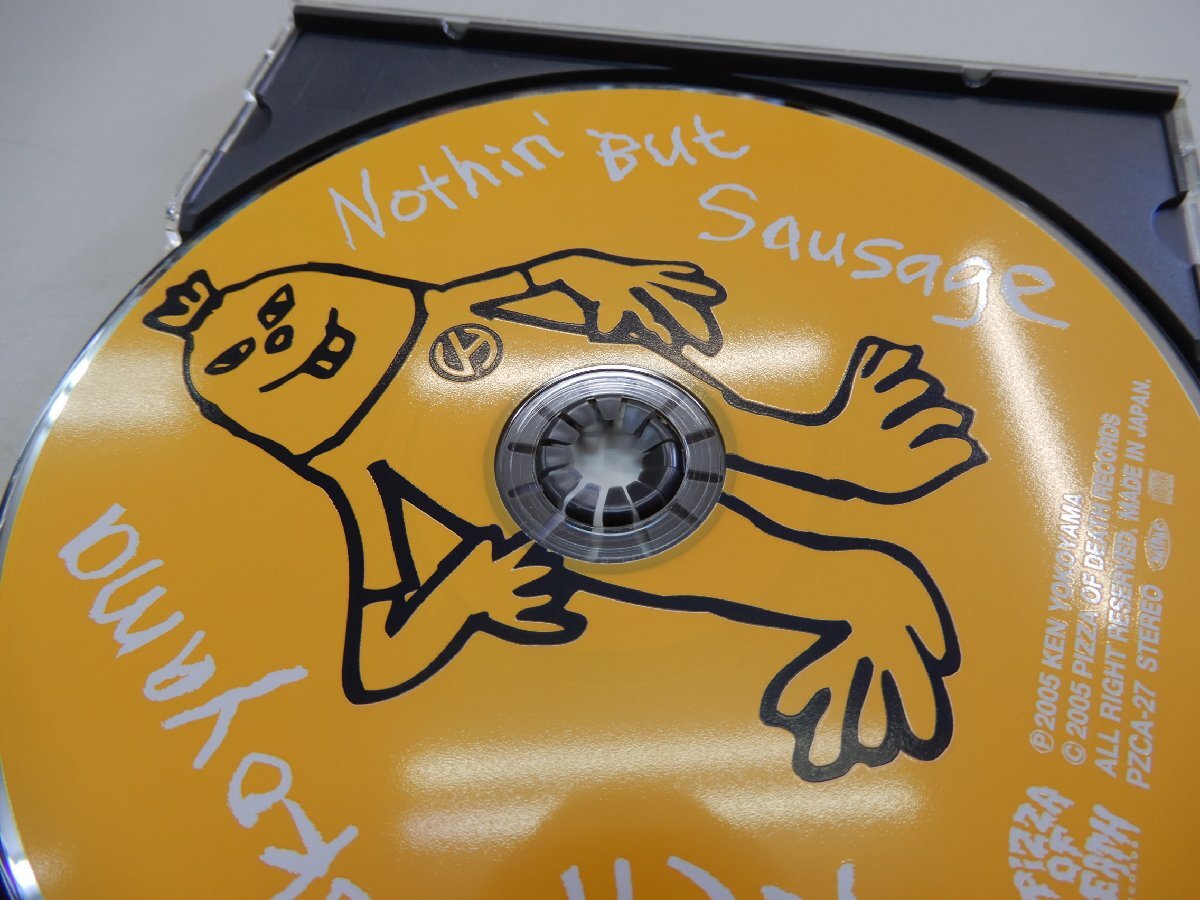 Nothin' But
Sausage
Yokoyama
℗2005 KEN YOKOYAMA
©2005 PIZZA OF DEATH RECORDS
ALL RIGHT RESERVED. MADE IN JAPAN.
PZCA-27 STEREO
PIZZA
OF
DEATH